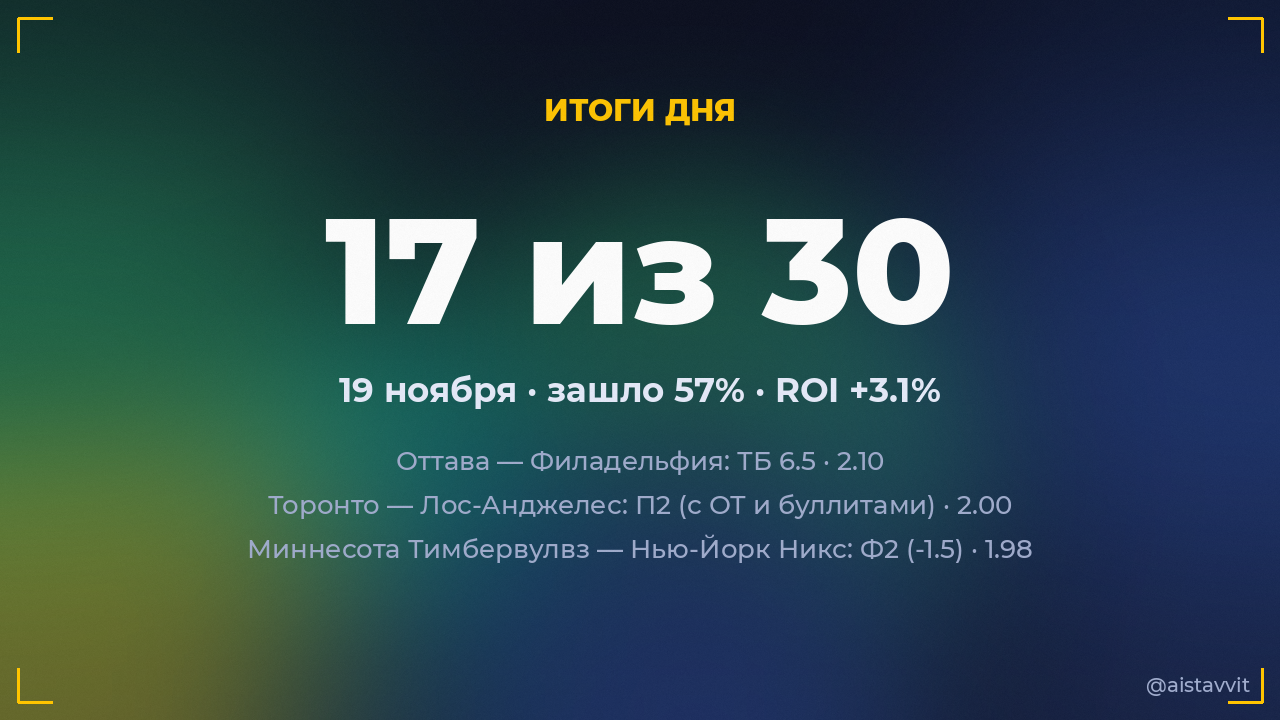 ИТОГИ ДНЯ
17 из 30
19 ноября · зашло 57% · ROI +3.1%
Оттава — Филадельфия: ТБ 6.5 · 2.10
Торонто — Лос-Анджелес: П2 (с ОТ и буллитами) · 2.00
Миннесота Тимбервулвз — Нью-Йорк Никс: Ф2 (-1.5) · 1.98
@aistavvit